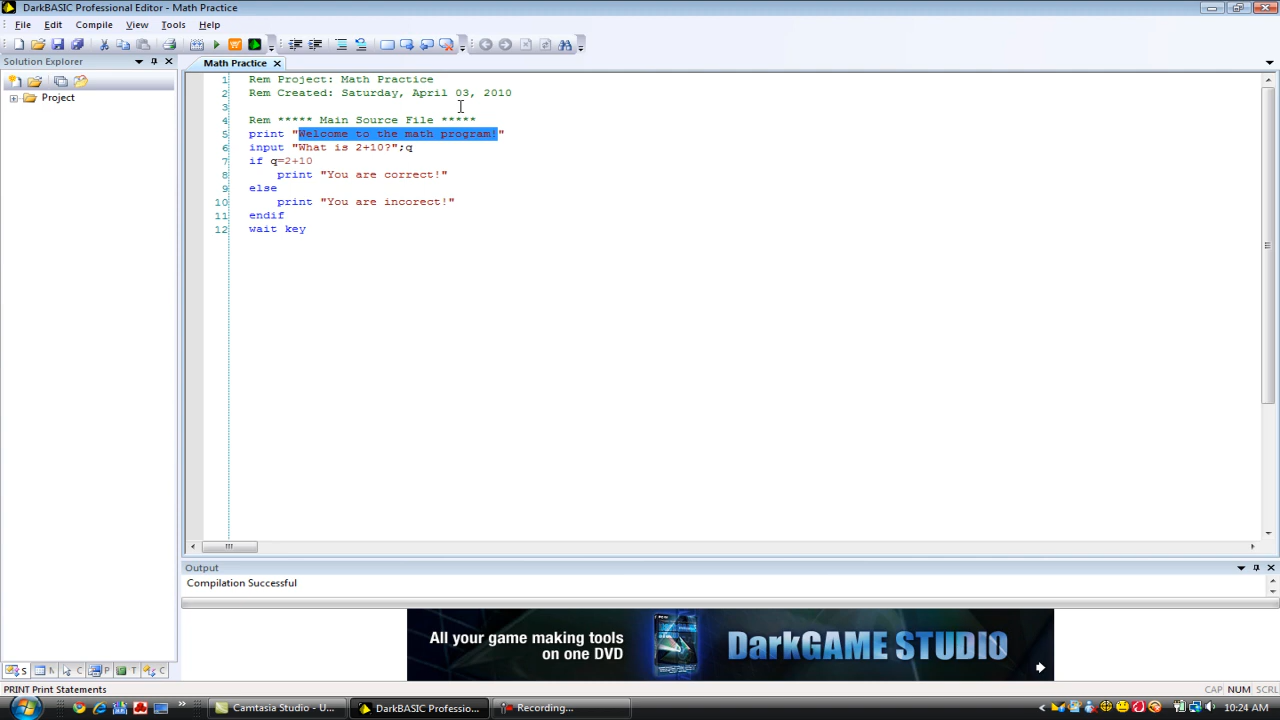 DarkBASIC Professional Editor - Math Practice
File Edit Compile View Tools Help
Solution Explorer
Math Practice
Project
1 Rem Project: Math Practice
2 Rem Created: Saturday, April 03, 2010
3
4 Rem ***** Main Source File *****
5 print "Welcome to the math program!"
6 input "What is 2+10?";q
7 if q=2+10
8 print "You are correct!"
9 else
10 print "You are incorect!"
11 endif
12 wait key
Output
Compilation Successful
All your game making tools
on one DVD
DarkGAME STUDIO
S C P T C
PRINT Print Statements
CAP NUM SCRL
Camtasia Studio - U...
DarkBASIC Professio...
Recording...
10:24 AM